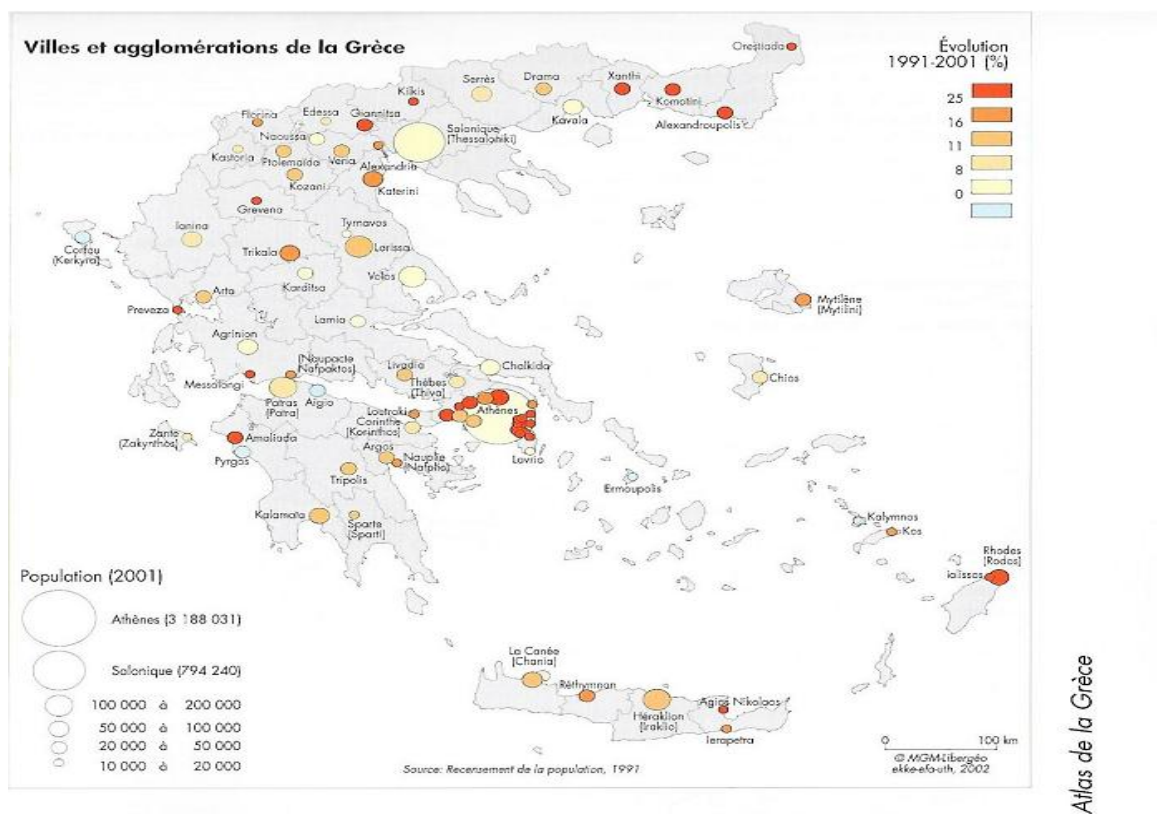 Villes et agglomérations de la Grèce
Évolution
1991-2001 (%)
25
16
11
8
0
Orestiada
Xanthi
Komotini
Alexandroupolis
Drama
Kavala
Serrès
Kilkis
Salonique
(Thessaloniki)
Edessa
Giannitsa
Florina
Naoussa
Kastoria
Ptolemaïda
Veria
Alexandria
Kozani
Katerini
Grevena
Ianina
Corfou
(Kerkyra)
Tyrnavos
Trikala
Larissa
Karditsa
Volos
Arta
Preveza
Lamia
Agrinion
Mytilène
(Mytilini)
Chios
Messolongi
(Naupacte
(Nafpaktos)
Livadia
Thèbes
(Thiva)
Chalkida
Patras
(Patra)
Aigio
Loutraki
Corinthe
(Korinthos)
Athènes
Zante
(Zakynthos)
Amaliada
Pyrgos
Argos
Nauplie
(Nafplio)
Lavrio
Tripolis
Ermoupolis
Kalamata
Sparte
(Sparti)
Kalymnos
Kos
Rhodes
(Rodos)
ialissos
Population (2001)
Athènes (3 188 031)
Salonique (794 240)
100 000 à 200 000
50 000 à 100 000
20 000 à 50 000
10 000 à 20 000
La Canée
(Chania)
Réthymnon
Héraklion
(Iraklio)
Agios Nikolaos
Ierapetra
0 100 km
Source: Recensement de la population, 1991
© MGM-Libergéo
ekke-efa-uth, 2002
Atlas de la Grèce